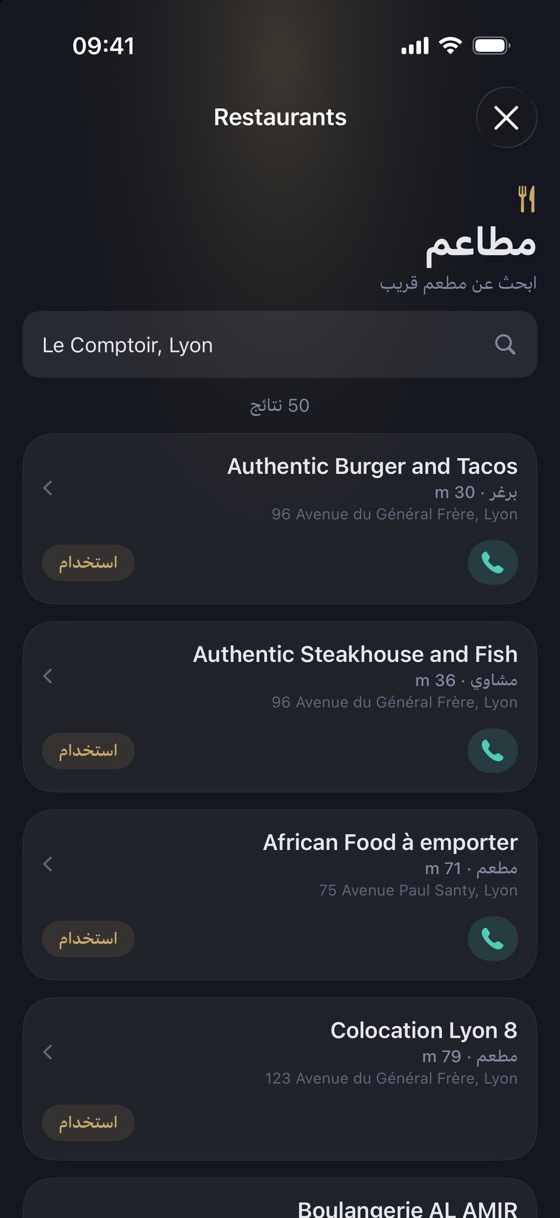 09:41
Restaurants
مطاعم
ابحث عن مطعم قريب
Le Comptoir, Lyon
50 نتائج
Authentic Burger and Tacos
برغر · 30 m
96 Avenue du Général Frère, Lyon
استخدام
Authentic Steakhouse and Fish
مشاوي · 36 m
96 Avenue du Général Frère, Lyon
استخدام
African Food à emporter
مطعم · 71 m
75 Avenue Paul Santy, Lyon
استخدام
Colocation Lyon 8
مطعم · 79 m
123 Avenue du Général Frère, Lyon
استخدام
Boulangerie AL AMIR